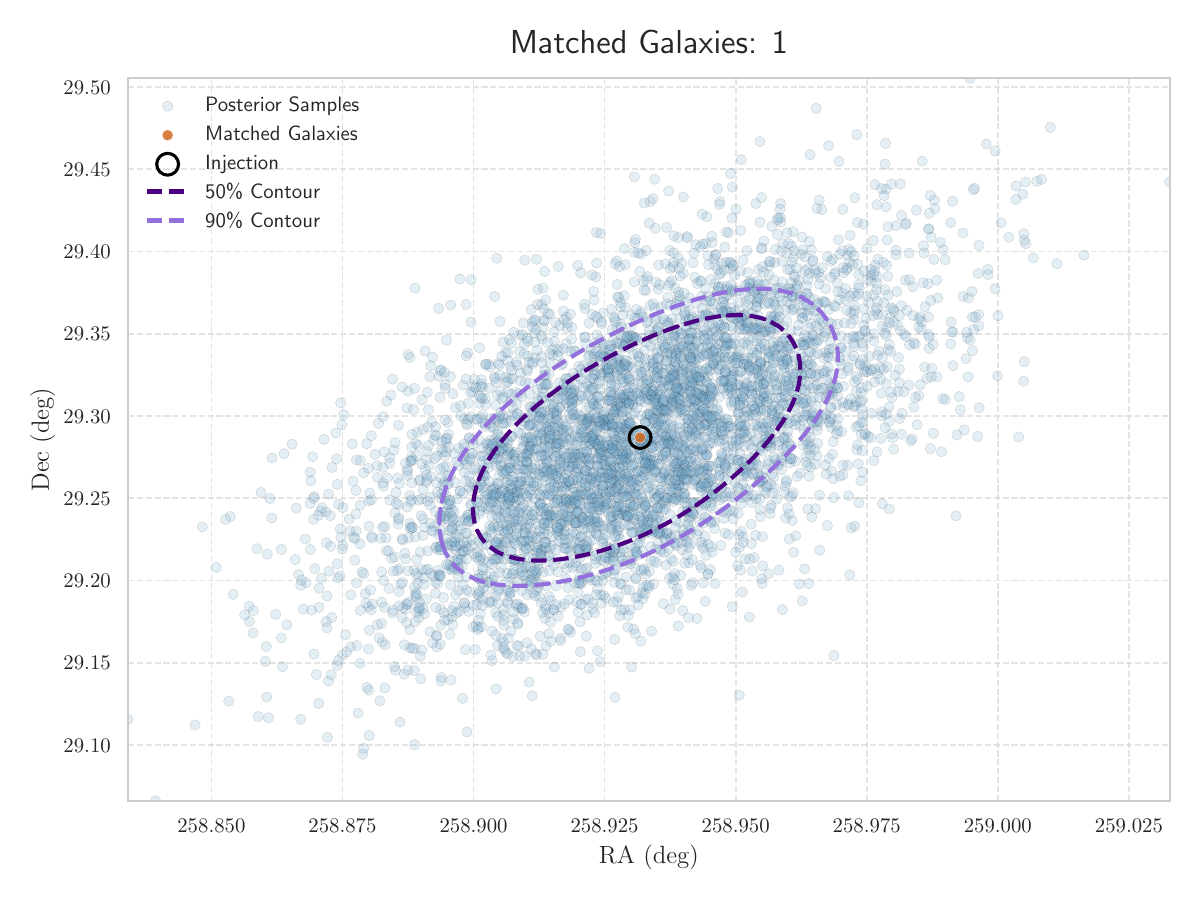 Matched Galaxies: 1
Posterior Samples
Matched Galaxies
Injection
50% Contour
90% Contour
29.50
29.45
29.40
29.35
29.30
29.25
29.20
29.15
29.10
Dec (deg)
258.850 258.875 258.900 258.925 258.950 258.975 259.000 259.025
RA (deg)